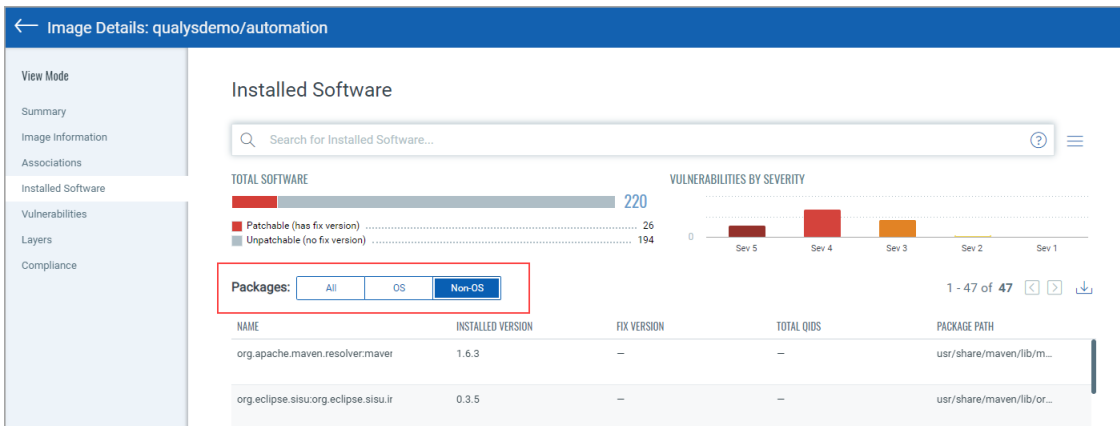 Image Details: qualysdemo/automation
View Mode
Summary
Image Information
Associations
Installed Software
Vulnerabilities
Layers
Compliance
Installed Software
Search for Installed Software...
TOTAL SOFTWARE
220
Patchable (has fix version) 26
Unpatchable (no fix version) 194
VULNERABILITIES BY SEVERITY
0
Sev 5 Sev 4 Sev 3 Sev 2 Sev 1
Packages: All OS Non-OS
1 - 47 of 47
NAME INSTALLED VERSION FIX VERSION TOTAL QIDS PACKAGE PATH
org.apache.maven.resolver:maver 1.6.3 — — usr/share/maven/lib/m...
org.eclipse.sisu:org.eclipse.sisu.ir 0.3.5 — — usr/share/maven/lib/or...